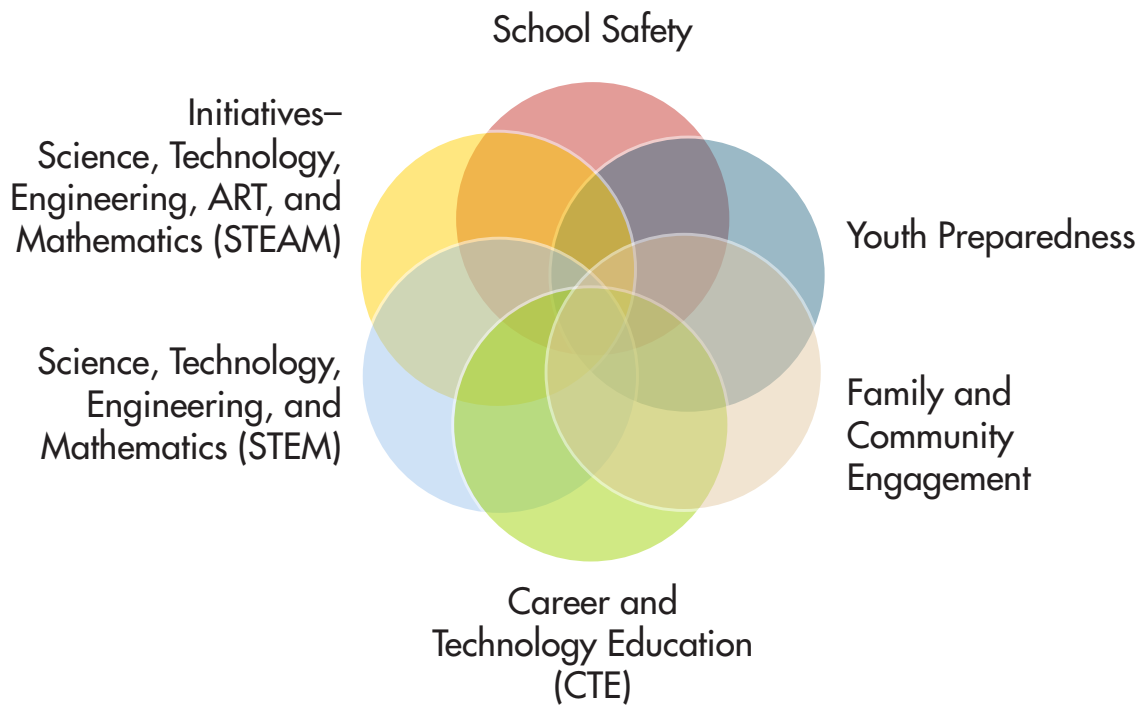 School Safety
Initiatives–
Science, Technology,
Engineering, ART, and
Mathematics (STEAM)
Youth Preparedness
Science, Technology,
Engineering, and
Mathematics (STEM)
Family and
Community
Engagement
Career and
Technology Education
(CTE)